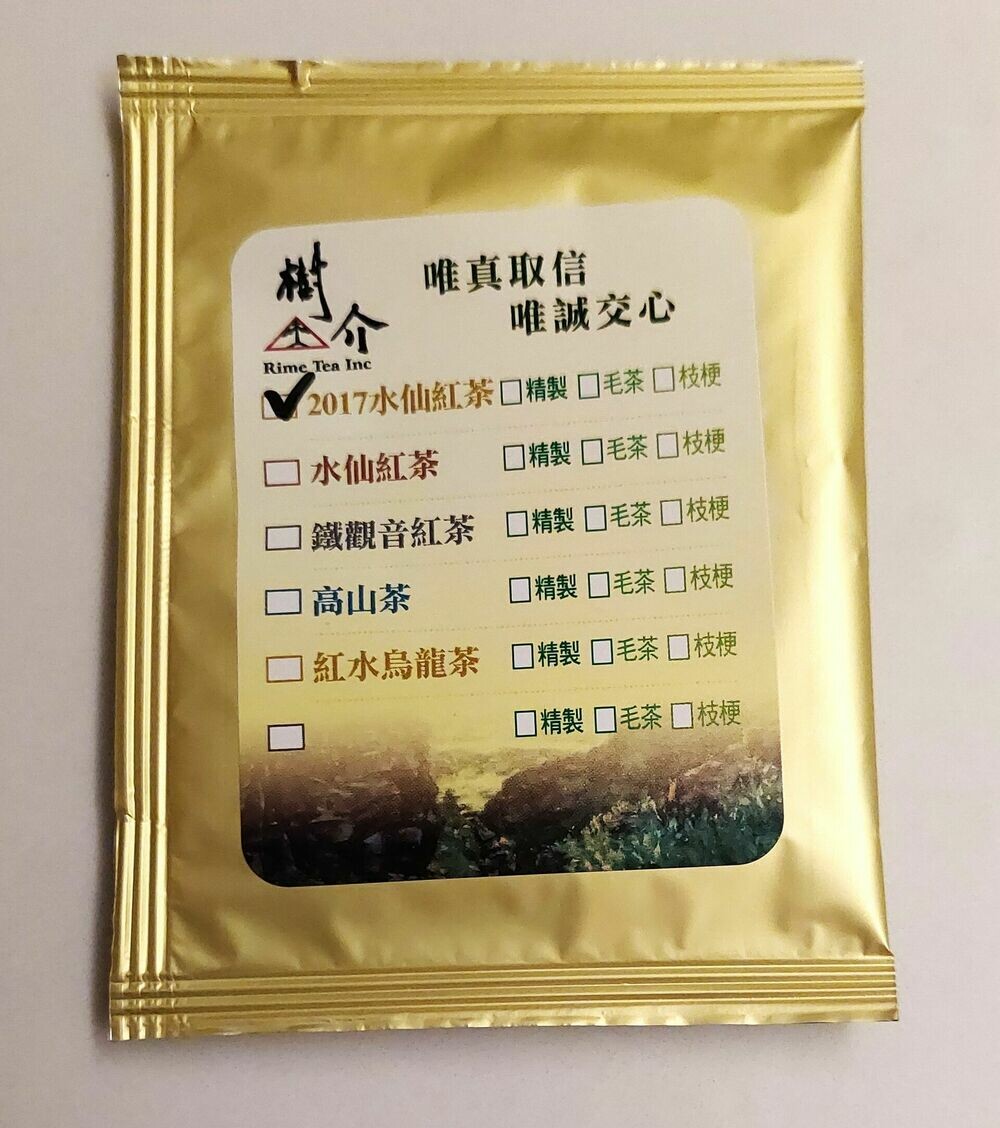 樹介
Rime Tea Inc
唯真取信
唯誠交心
2017水仙紅茶 精製 毛茶 枝梗
水仙紅茶 精製 毛茶 枝梗
鐵觀音紅茶 精製 毛茶 枝梗
高山茶 精製 毛茶 枝梗
紅水烏龍茶 精製 毛茶 枝梗
精製 毛茶 枝梗